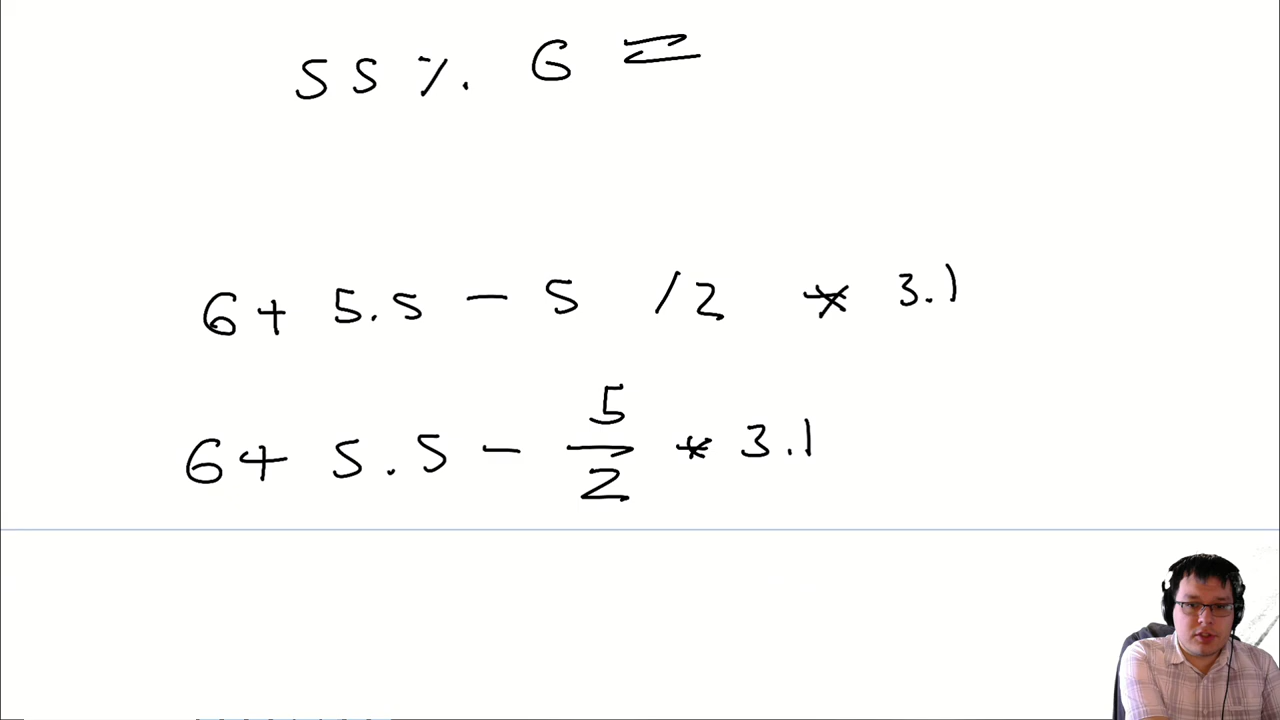 55% 6 =
6 + 5.5 - 5 /2 * 3.1
6 + 5.5 - 5/2 * 3.1